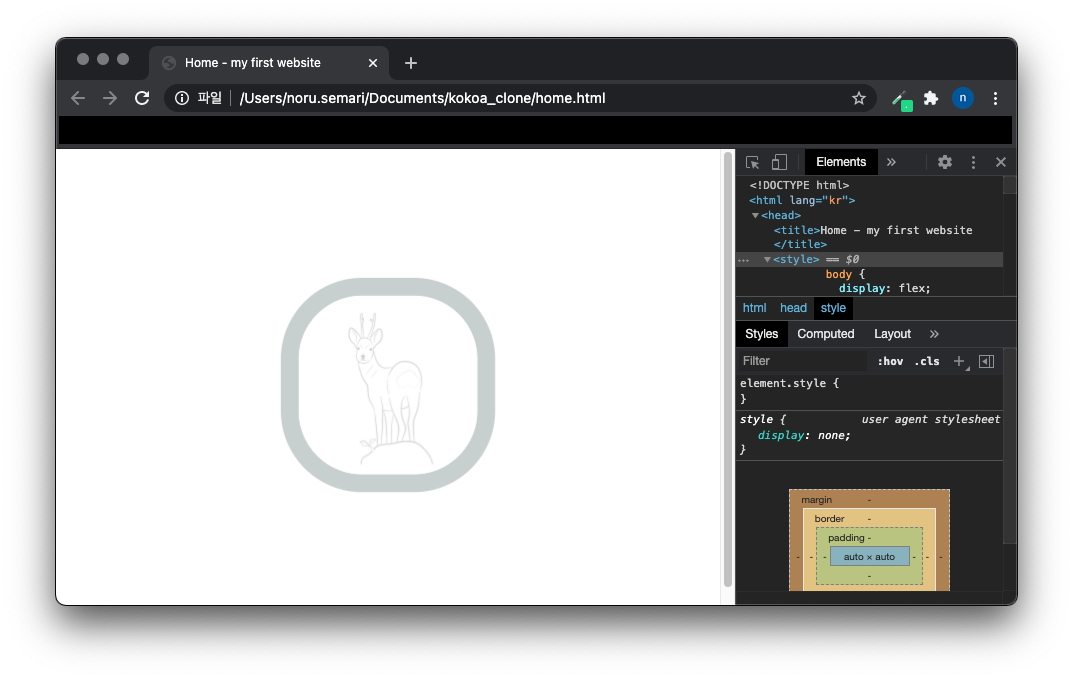 Home - my first website
파일 /Users/noru.semari/Documents/kokoa_clone/home.html
n
Elements »
<!DOCTYPE html>
<html lang="kr">
<head>
<title>Home - my first website
</title>
<style> == $0
body {
display: flex;
html head style
Styles Computed Layout »
Filter :hov .cls
element.style {
}
style { user agent stylesheet
display: none;
}
margin -
border -
padding -
- - - auto × auto - - -
-